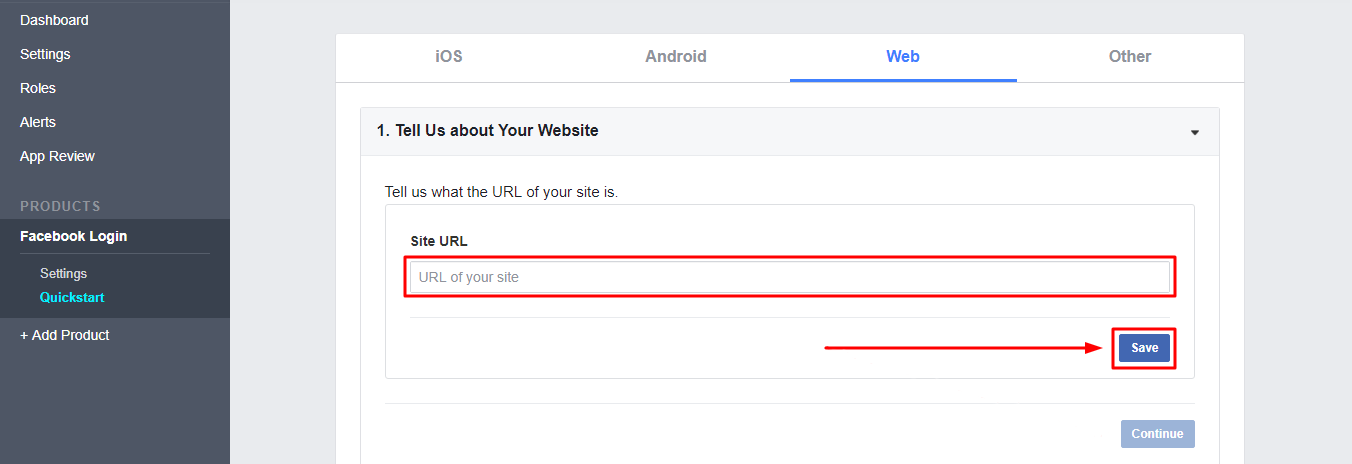 Dashboard
Settings
Roles
Alerts
App Review
PRODUCTS
Facebook Login
Settings
Quickstart
+ Add Product
iOS Android Web Other
1. Tell Us about Your Website
Tell us what the URL of your site is.
Site URL
URL of your site
Save
Continue